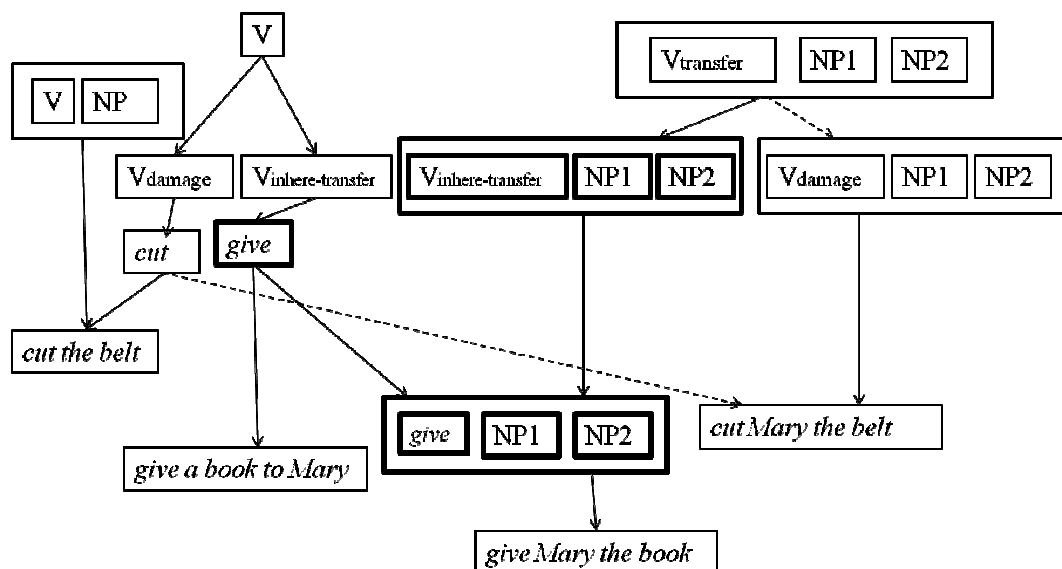 V
Vtransfer NP1 NP2
V NP
Vdamage Vinhere-transfer
Vinhere-transfer NP1 NP2
Vdamage NP1 NP2
cut give
cut the belt
give NP1 NP2
cut Mary the belt
give a book to Mary
give Mary the book